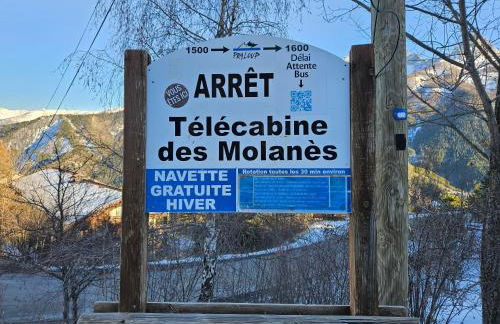 1500 → PRALOUP → 1600
Délai
Attente
Bus
↓
VOUS
ÊTES ICI
ARRÊT
Télécabine
des Molanès
NAVETTE
GRATUITE
HIVER
Rotation toutes les 30 min environ